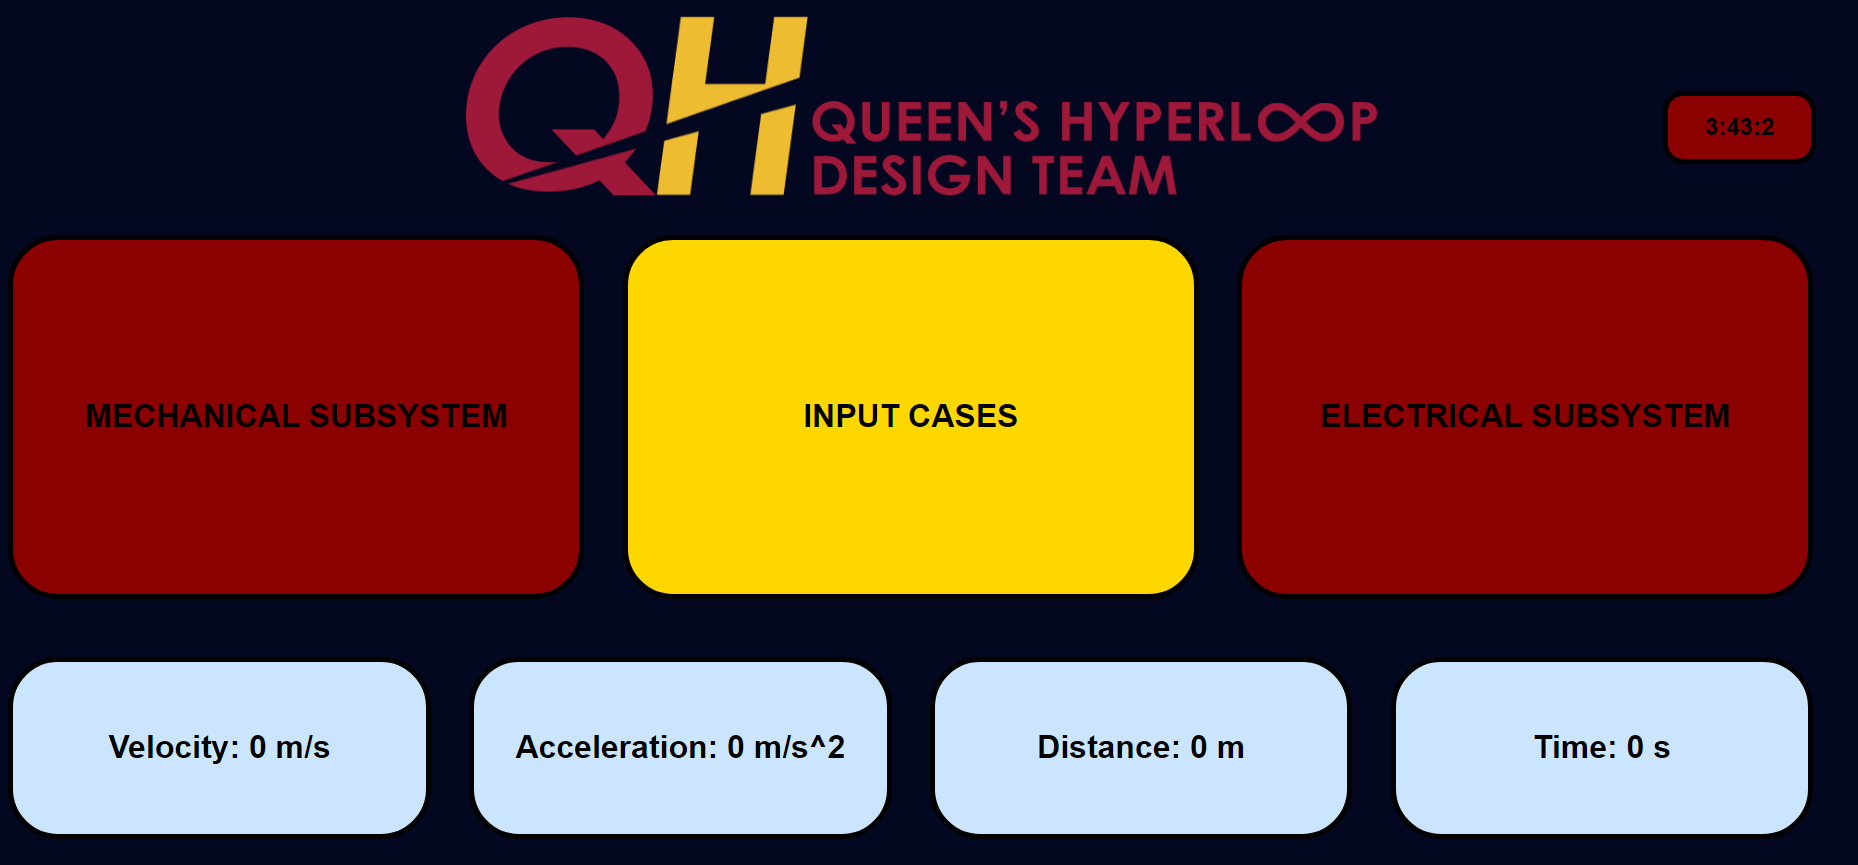 QH
QUEEN'S HYPERLOOP
DESIGN TEAM
3:43:2
MECHANICAL SUBSYSTEM
INPUT CASES
ELECTRICAL SUBSYSTEM
Velocity: 0 m/s
Acceleration: 0 m/s^2
Distance: 0 m
Time: 0 s